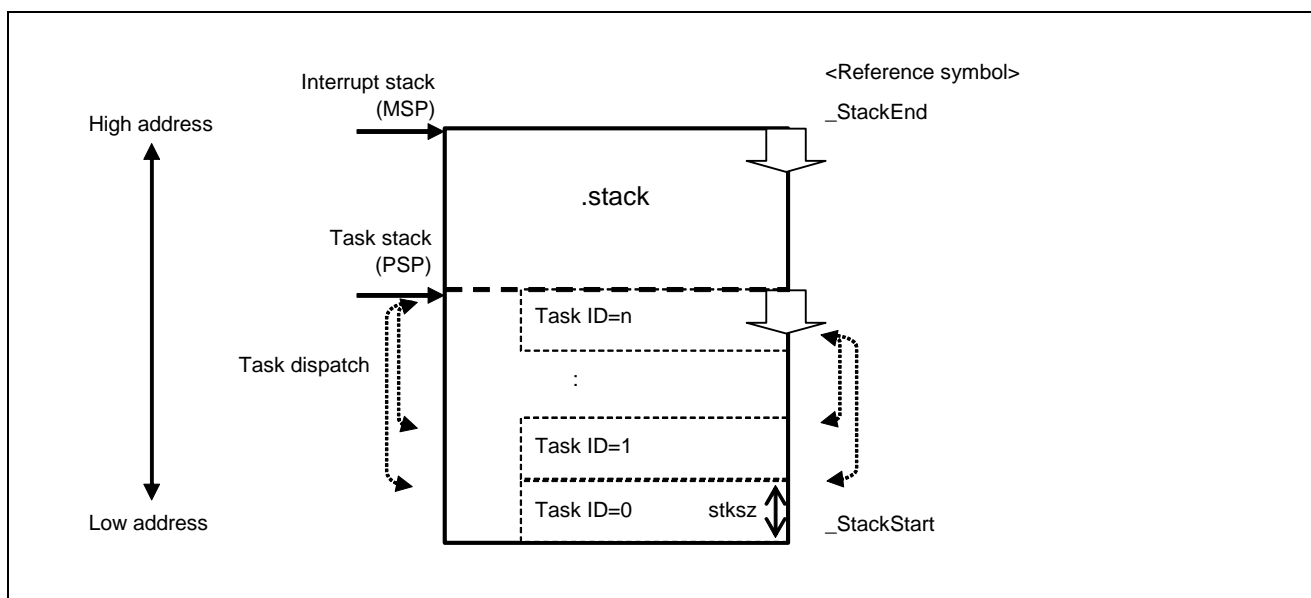 <Reference symbol>
Interrupt stack
(MSP)
_StackEnd
High address
.stack
Task stack
(PSP)
Task ID=n
Task dispatch
:
Task ID=1
Task ID=0
stksz
Low address
_StackStart